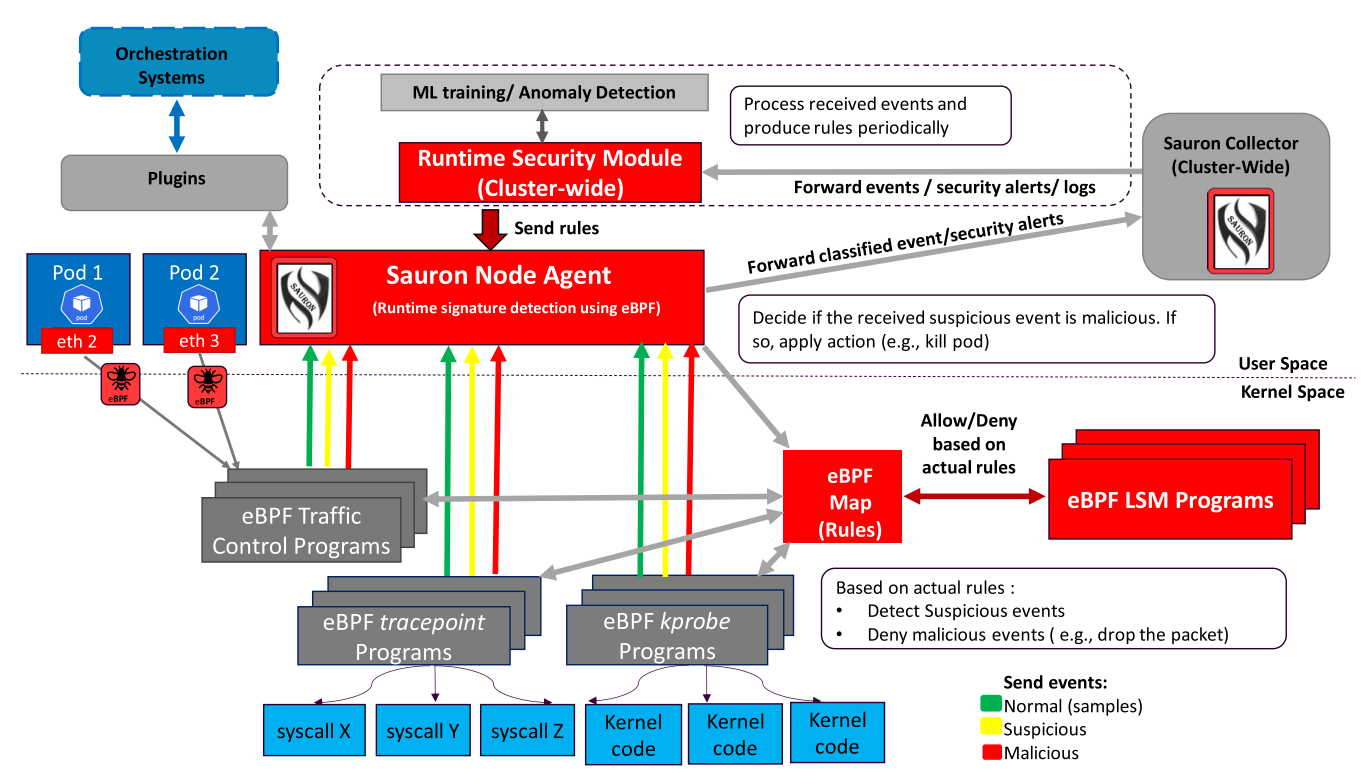 Orchestration
Systems
Plugins
ML training/ Anomaly Detection
Process received events and
produce rules periodically
Runtime Security Module
(Cluster-wide)
Sauron Collector
(Cluster-Wide)
SAURON
Forward events / security alerts/ logs
Send rules
Forward classified event/security alerts
Pod 1
pod
eth 2
Pod 2
pod
eth 3
SAURON
Sauron Node Agent
(Runtime signature detection using eBPF)
Decide if the received suspicious event is malicious. If
so, apply action (e.g., kill pod)
eBPF
eBPF
User Space
Kernel Space
Allow/Deny
based on
actual rules
eBPF
Map
(Rules)
eBPF LSM Programs
eBPF Traffic
Control Programs
eBPF tracepoint
Programs
eBPF kprobe
Programs
Based on actual rules :
• Detect Suspicious events
• Deny malicious events ( e.g., drop the packet)
syscall X
syscall Y
syscall Z
Kernel
code
Kernel
code
Kernel
code
Send events:
Normal (samples)
Suspicious
Malicious